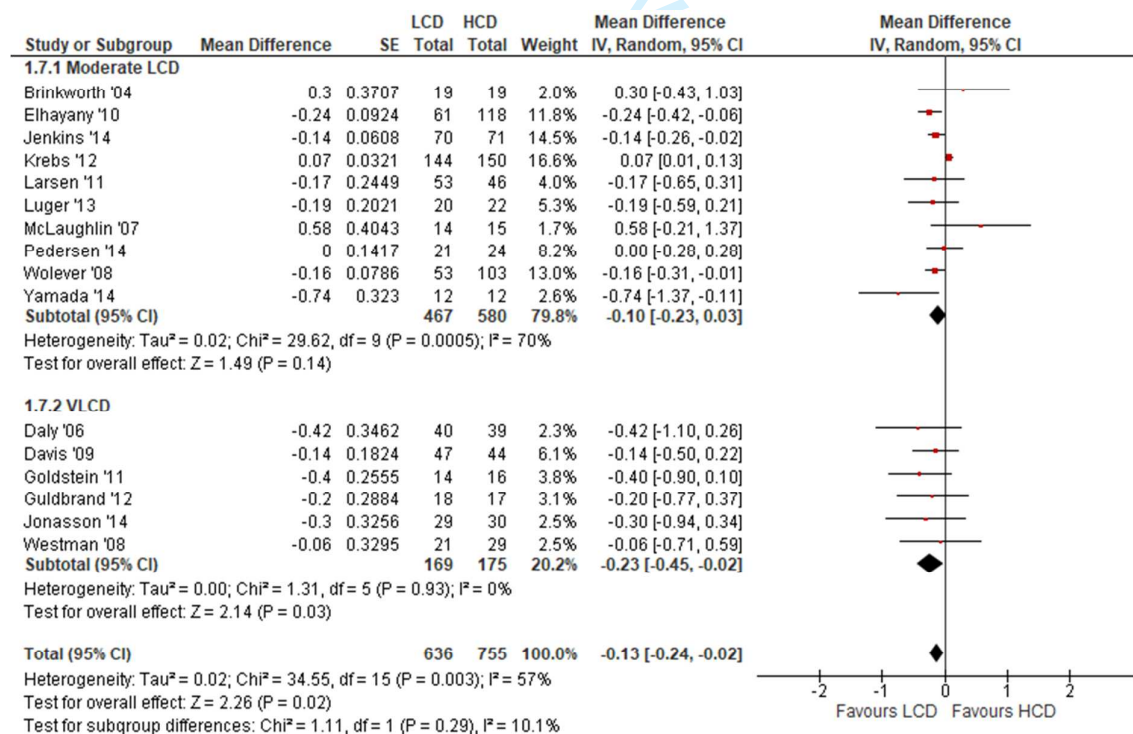 LCD HCD Mean Difference Mean Difference
Study or Subgroup Mean Difference SE Total Total Weight IV, Random, 95% CI IV, Random, 95% CI
1.7.1 Moderate LCD
Brinkworth '04 0.3 0.3707 19 19 2.0% 0.30 [-0.43, 1.03]
Elhayany '10 -0.24 0.0924 61 118 11.8% -0.24 [-0.42, -0.06]
Jenkins '14 -0.14 0.0608 70 71 14.5% -0.14 [-0.26, -0.02]
Krebs '12 0.07 0.0321 144 150 16.6% 0.07 [0.01, 0.13]
Larsen '11 -0.17 0.2449 53 46 4.0% -0.17 [-0.65, 0.31]
Luger '13 -0.19 0.2021 20 22 5.3% -0.19 [-0.59, 0.21]
McLaughlin '07 0.58 0.4043 14 15 1.7% 0.58 [-0.21, 1.37]
Pedersen '14 0 0.1417 21 24 8.2% 0.00 [-0.28, 0.28]
Wolever '08 -0.16 0.0786 53 103 13.0% -0.16 [-0.31, -0.01]
Yamada '14 -0.74 0.323 12 12 2.6% -0.74 [-1.37, -0.11]
Subtotal (95% CI) 467 580 79.8% -0.10 [-0.23, 0.03]
Heterogeneity: Tau² = 0.02; Chi² = 29.62, df = 9 (P = 0.0005); I² = 70%
Test for overall effect: Z = 1.49 (P = 0.14)
1.7.2 VLCD
Daly '06 -0.42 0.3462 40 39 2.3% -0.42 [-1.10, 0.26]
Davis '09 -0.14 0.1824 47 44 6.1% -0.14 [-0.50, 0.22]
Goldstein '11 -0.4 0.2555 14 16 3.8% -0.40 [-0.90, 0.10]
Guldbrand '12 -0.2 0.2884 18 17 3.1% -0.20 [-0.77, 0.37]
Jonasson '14 -0.3 0.3256 29 30 2.5% -0.30 [-0.94, 0.34]
Westman '08 -0.06 0.3295 21 29 2.5% -0.06 [-0.71, 0.59]
Subtotal (95% CI) 169 175 20.2% -0.23 [-0.45, -0.02]
Heterogeneity: Tau² = 0.00; Chi² = 1.31, df = 5 (P = 0.93); I² = 0%
Test for overall effect: Z = 2.14 (P = 0.03)
Total (95% CI) 636 755 100.0% -0.13 [-0.24, -0.02]
Heterogeneity: Tau² = 0.02; Chi² = 34.55, df = 15 (P = 0.003); I² = 57%
Test for overall effect: Z = 2.26 (P = 0.02)
Test for subgroup differences: Chi² = 1.11, df = 1 (P = 0.29), I² = 10.1%
-2 -1 0 1 2
Favours LCD Favours HCD